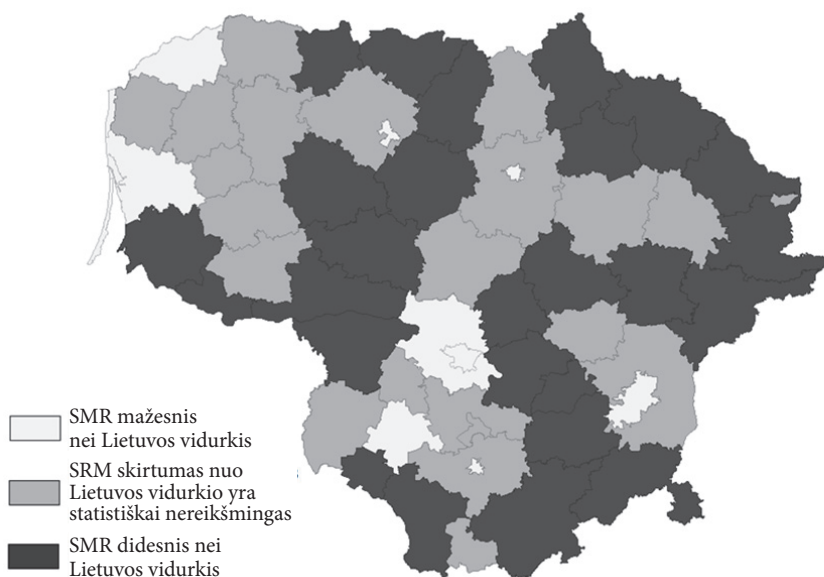 SMR mažesnis
nei Lietuvos vidurkis
SRM skirtumas nuo
Lietuvos vidurkio yra
statistiškai nereikšmingas
SMR didesnis nei
Lietuvos vidurkis